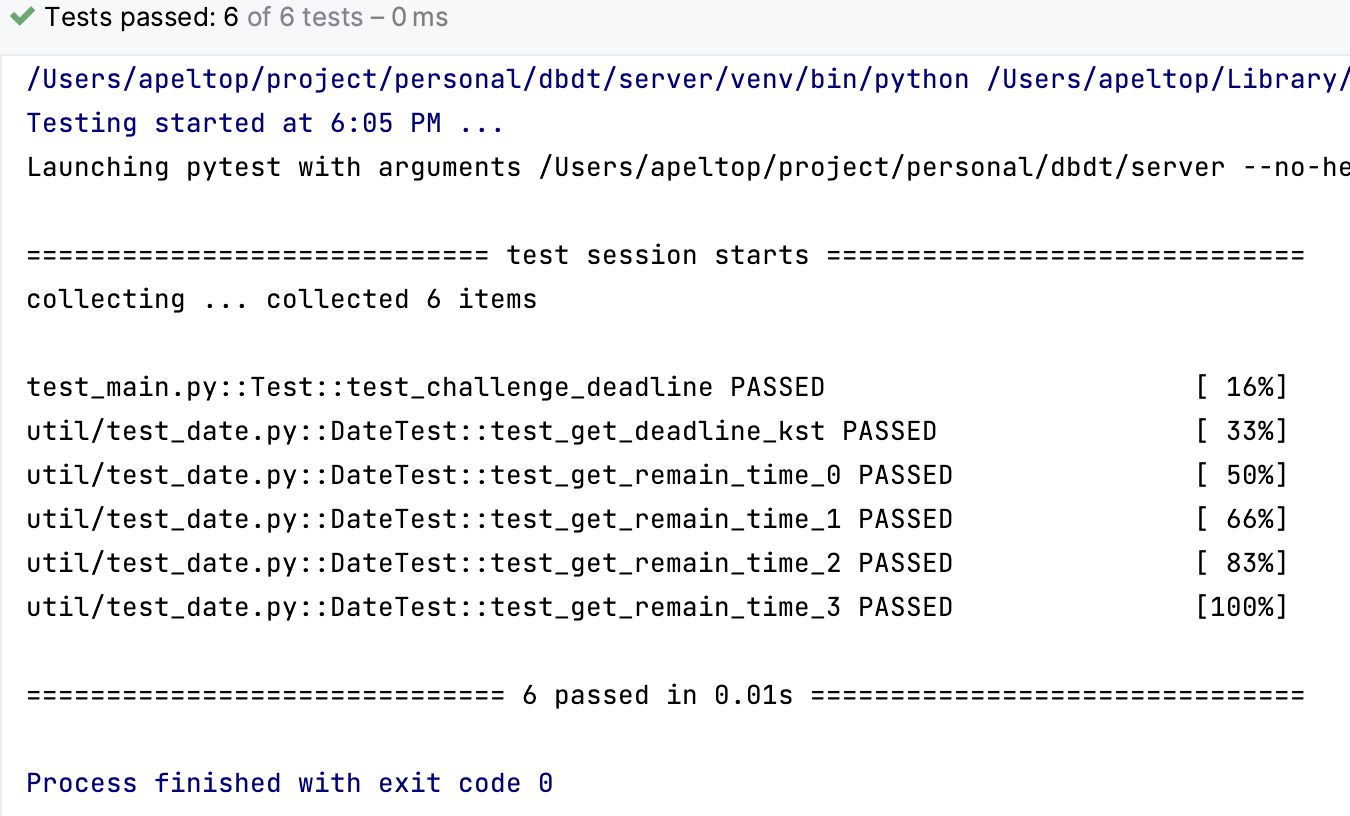 Tests passed: 6 of 6 tests – 0 ms
/Users/apeltop/project/personal/dbdt/server/venv/bin/python /Users/apeltop/Library/
Testing started at 6:05 PM ...
Launching pytest with arguments /Users/apeltop/project/personal/dbdt/server --no-he
============================= test session starts ==============================
collecting ... collected 6 items
test_main.py::Test::test_challenge_deadline PASSED [ 16%]
util/test_date.py::DateTest::test_get_deadline_kst PASSED [ 33%]
util/test_date.py::DateTest::test_get_remain_time_0 PASSED [ 50%]
util/test_date.py::DateTest::test_get_remain_time_1 PASSED [ 66%]
util/test_date.py::DateTest::test_get_remain_time_2 PASSED [ 83%]
util/test_date.py::DateTest::test_get_remain_time_3 PASSED [100%]
============================== 6 passed in 0.01s ===============================
Process finished with exit code 0